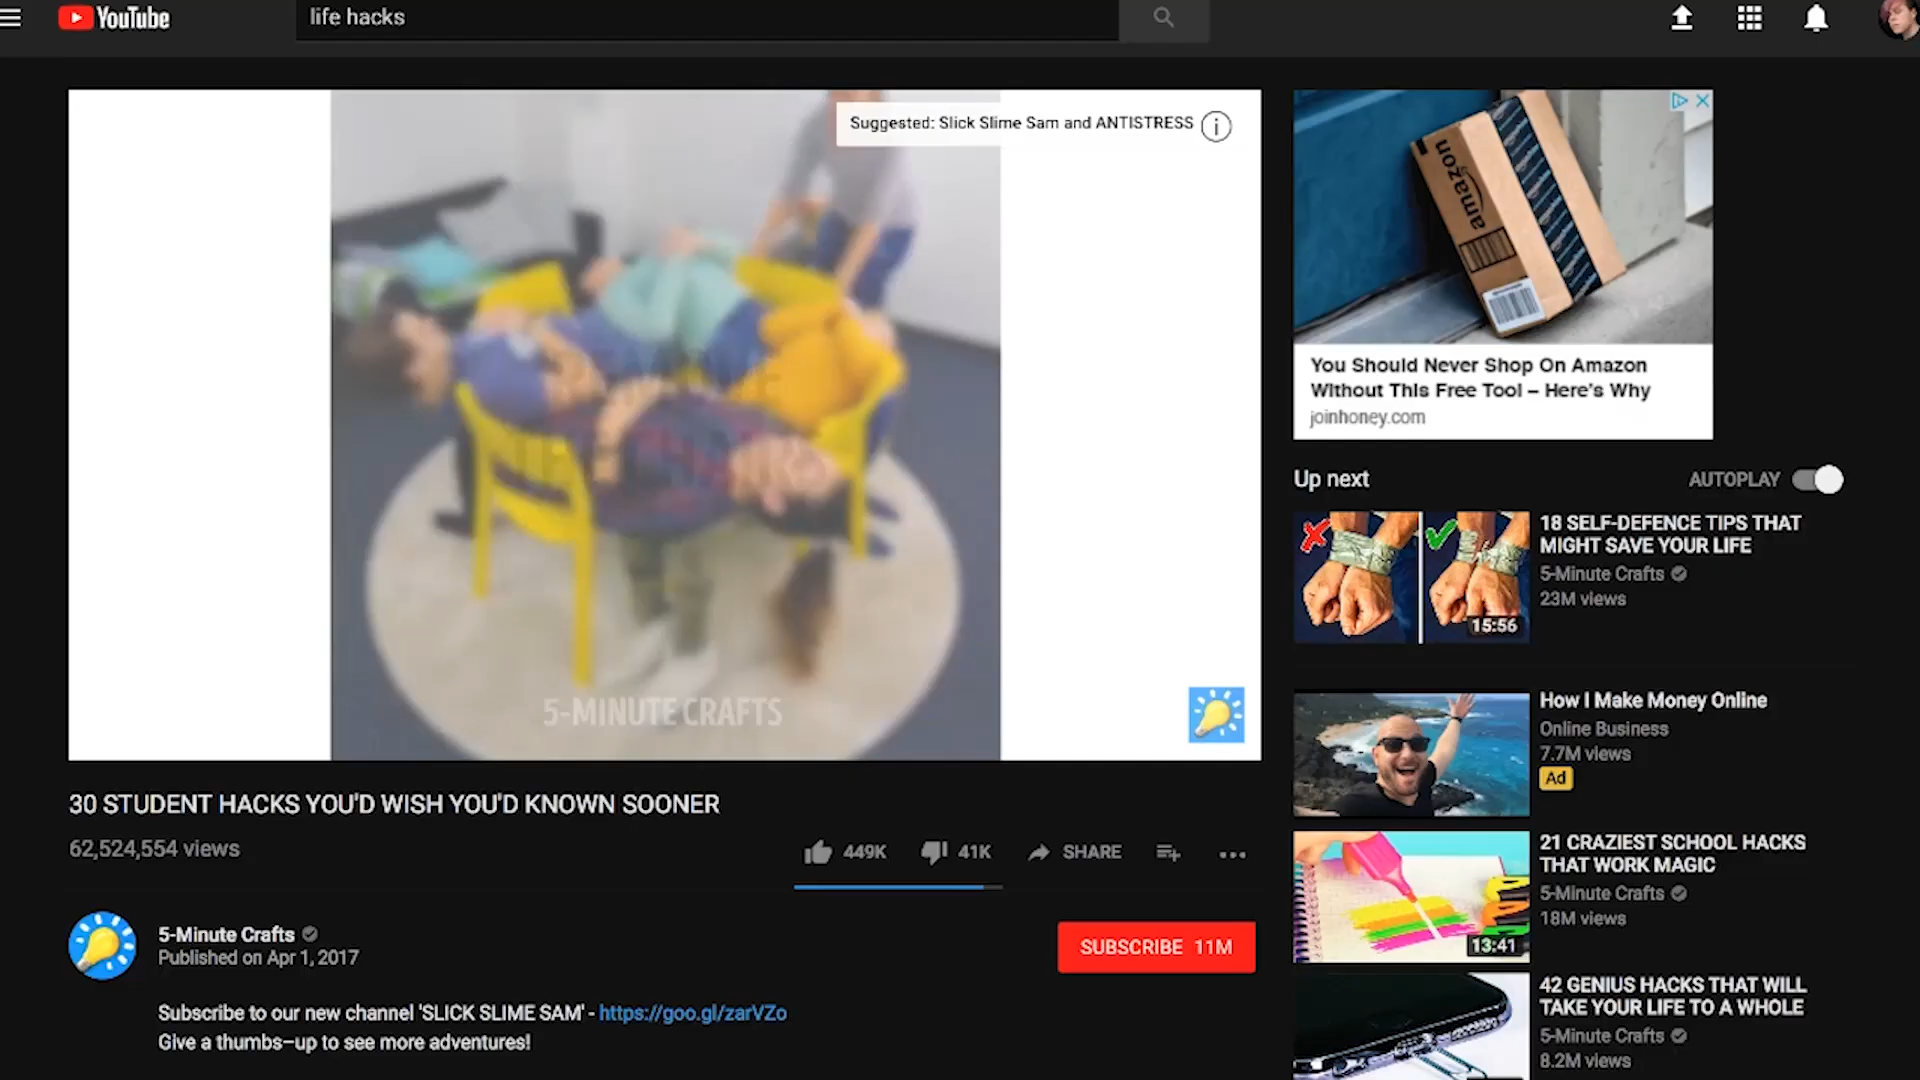 YouTube
life hacks
Suggested: Slick Slime Sam and ANTISTRESS
5-MINUTE CRAFTS
30 STUDENT HACKS YOU'D WISH YOU'D KNOWN SOONER
62,524,554 views
449K
41K
SHARE
5-Minute Crafts
Published on Apr 1, 2017
SUBSCRIBE 11M
Subscribe to our new channel 'SLICK SLIME SAM' - https://goo.gl/zarVZo
Give a thumbs-up to see more adventures!
amazon
You Should Never Shop On Amazon
Without This Free Tool – Here's Why
joinhoney.com
Up next
AUTOPLAY
15:56
18 SELF-DEFENCE TIPS THAT
MIGHT SAVE YOUR LIFE
5-Minute Crafts
23M views
How I Make Money Online
Online Business
7.7M views
Ad
13:41
21 CRAZIEST SCHOOL HACKS
THAT WORK MAGIC
5-Minute Crafts
18M views
42 GENIUS HACKS THAT WILL
TAKE YOUR LIFE TO A WHOLE
5-Minute Crafts
8.2M views